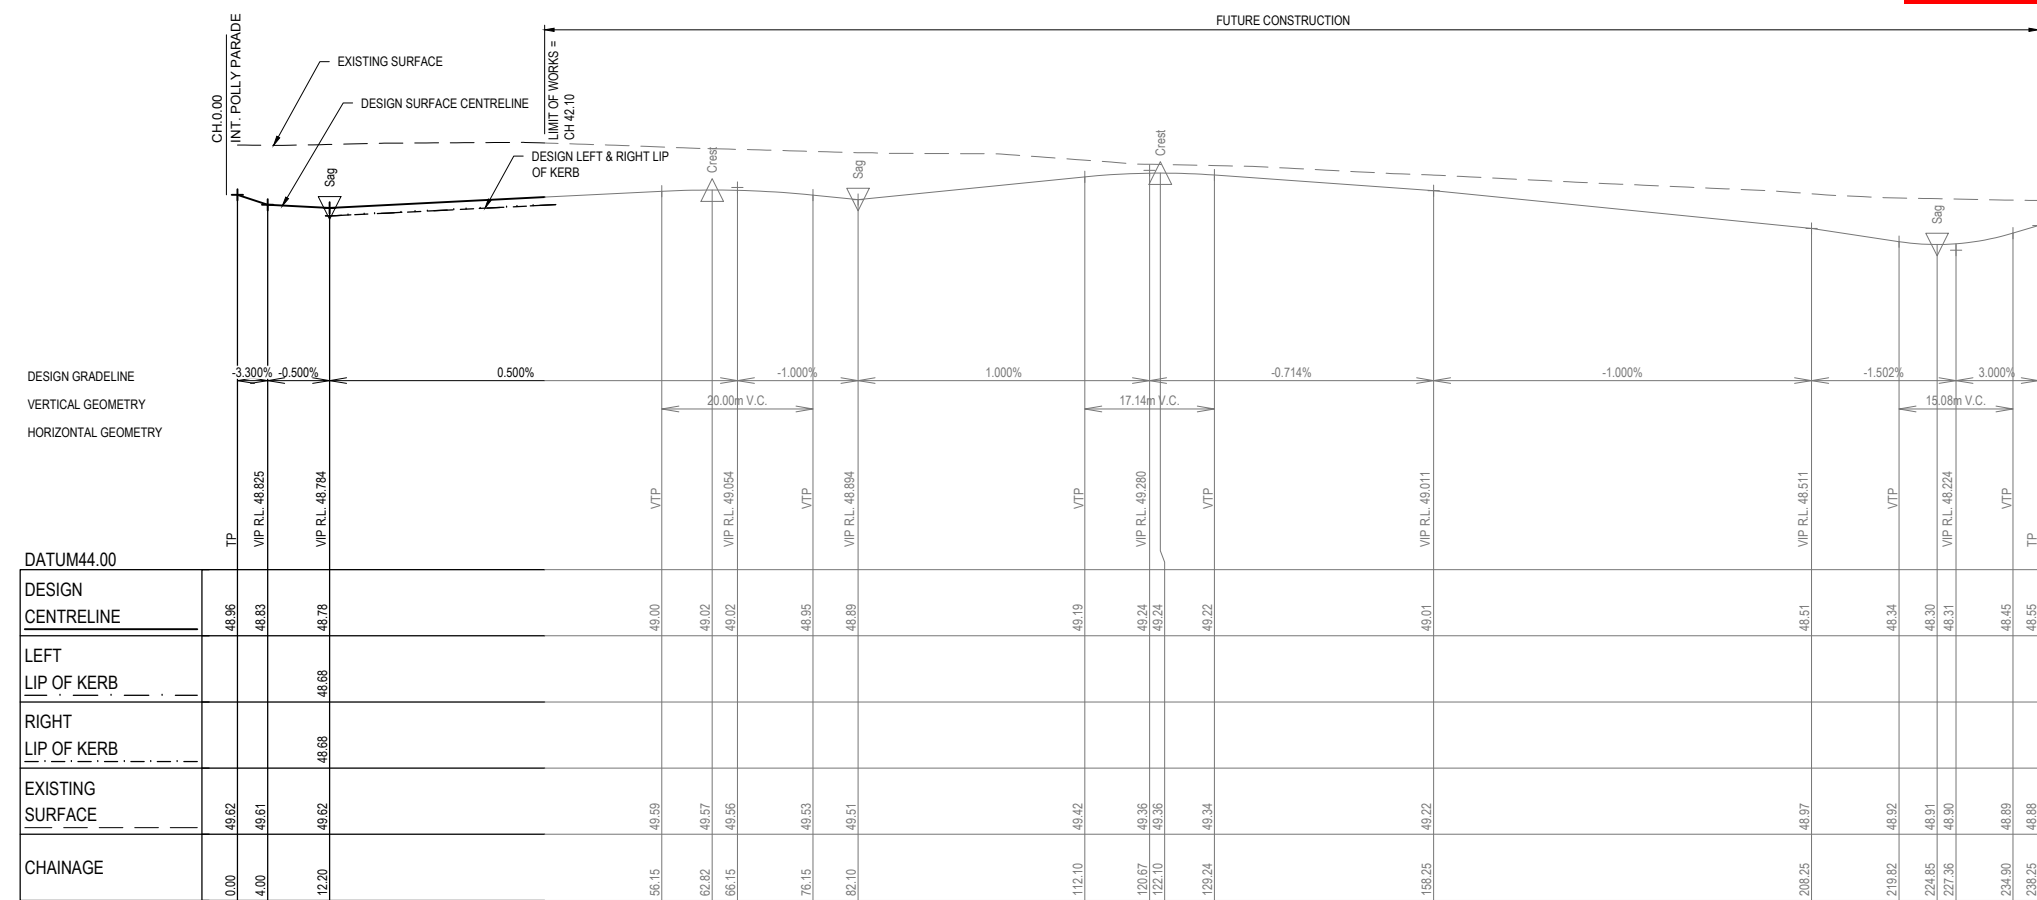 FUTURE CONSTRUCTION
CH.0.00
INT. POLLY PARADE
EXISTING SURFACE
DESIGN SURFACE CENTRELINE
LIMIT OF WORKS =
CH 42.10
DESIGN LEFT & RIGHT LIP
OF KERB
Sag
Crest
Sag
Crest
Sag
DESIGN GRADELINE
-3.300% -0.500% 0.500% -1.000% 1.000% -0.714% -1.000% -1.502% 3.000%
VERTICAL GEOMETRY
20.00m V.C. 17.14m V.C. 15.08m V.C.
HORIZONTAL GEOMETRY
TP
VIP R.L. 48.825
VIP R.L. 48.784
VTP
VIP R.L. 49.054
VTP
VIP R.L. 48.894
VTP
VIP R.L. 49.280
VTP
VIP R.L. 49.011
VIP R.L. 48.511
VTP
VIP R.L. 48.224
VTP
TP
DATUM44.00
DESIGN
CENTRELINE
48.96 48.83 48.78 49.00 49.02 49.02 48.95 48.89 49.19 49.24 49.24 49.22 49.01 48.51 48.34 48.30 48.31 48.45 48.55
LEFT
LIP OF KERB
48.68
RIGHT
LIP OF KERB
48.68
EXISTING
SURFACE
49.62 49.61 49.62 49.59 49.57 49.56 49.53 49.51 49.42 49.36 49.36 49.34 49.22 48.97 48.92 48.91 48.90 48.89 48.88
CHAINAGE
0.00 4.00 12.20 56.15 62.82 66.15 76.15 82.10 112.10 120.67 122.10 129.24 158.25 208.25 219.82 224.85 227.36 234.90 238.25